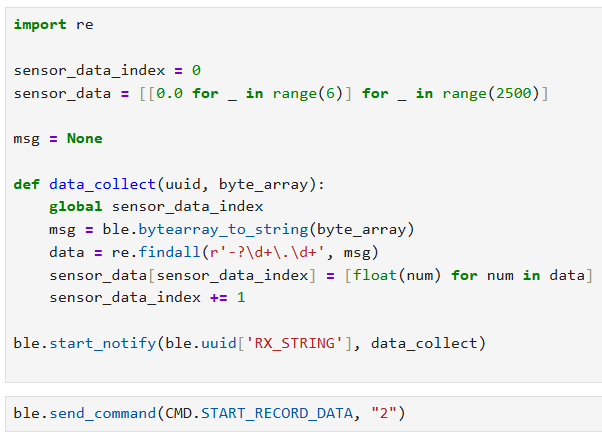 import re
sensor_data_index = 0
sensor_data = [[0.0 for _ in range(6)] for _ in range(2500)]
msg = None
def data_collect(uuid, byte_array):
    global sensor_data_index
    msg = ble.bytearray_to_string(byte_array)
    data = re.findall(r'-?\d+\.\d+', msg)
    sensor_data[sensor_data_index] = [float(num) for num in data]
    sensor_data_index += 1
ble.start_notify(ble.uuid['RX_STRING'], data_collect)
ble.send_command(CMD.START_RECORD_DATA, "2")